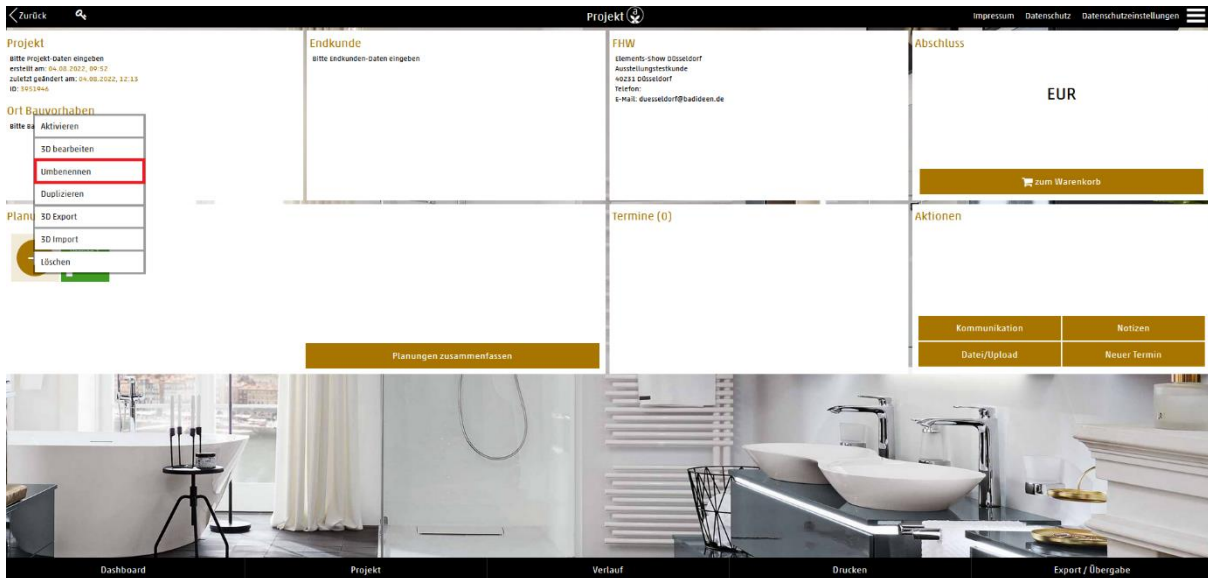 Zurück
Projekt
Impressum Datenschutz Datenschutzeinstellungen
Projekt
Bitte Projekt-Daten eingeben
erstellt am: 04.08.2022, 09:52
zuletzt geändert am: 04.08.2022, 12:13
ID: 3951946
Ort Bauvorhaben
Bitte Ba
Aktivieren
3D bearbeiten
Umbenennen
Duplizieren
3D Export
3D Import
Löschen
Endkunde
Bitte Endkunden-Daten eingeben
FHW
Elements-Show Düsseldorf
Ausstellungstestkunde
40231 Düsseldorf
Telefon:
E-Mail: duesseldorf@badideen.de
Abschluss
EUR
zum Warenkorb
Planu
Planungen zusammenfassen
Termine (0)
Aktionen
Kommunikation
Notizen
Datei/Upload
Neuer Termin
Dashboard
Projekt
Verlauf
Drucken
Export / Übergabe